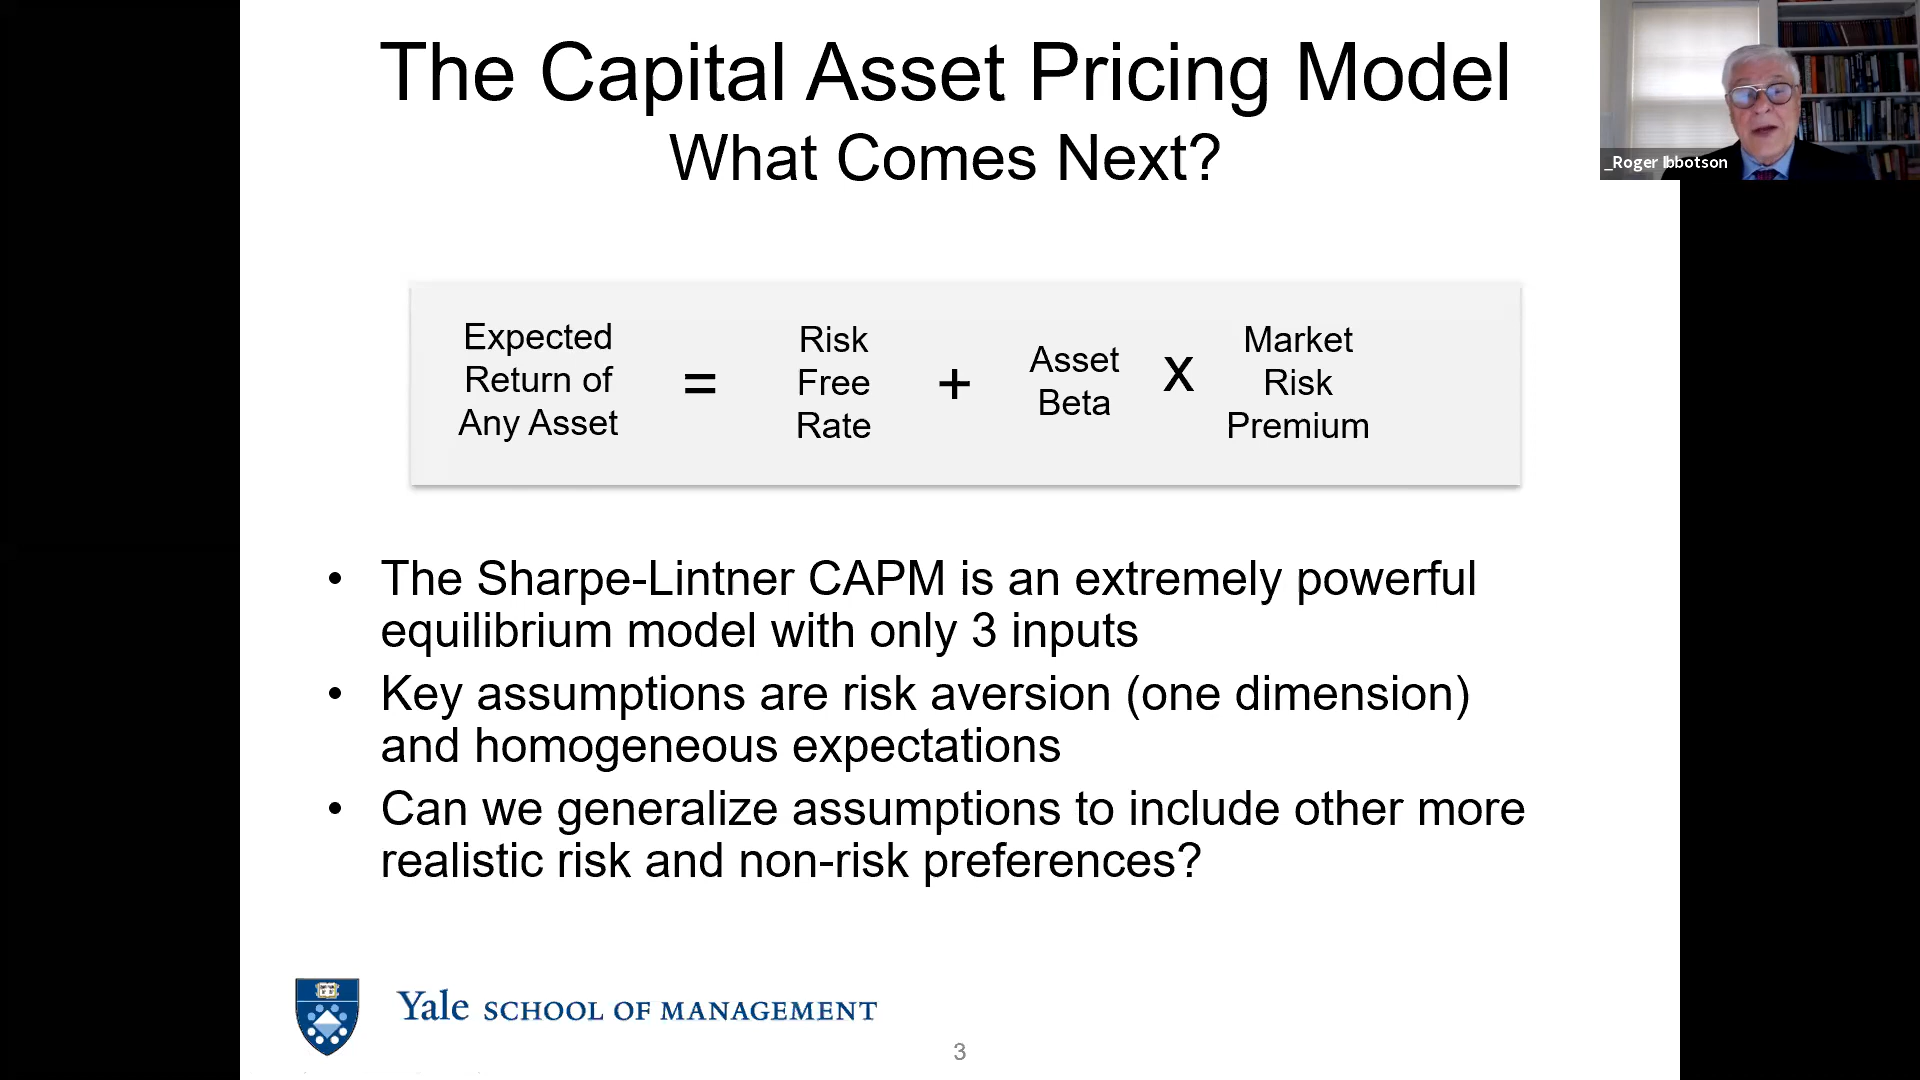 The Capital Asset Pricing Model
What Comes Next?
_Roger Ibbotson
Expected
Return of
Any Asset
=
Risk
Free
Rate
+
Asset
Beta
x
Market
Risk
Premium
• The Sharpe-Lintner CAPM is an extremely powerful
equilibrium model with only 3 inputs
• Key assumptions are risk aversion (one dimension)
and homogeneous expectations
• Can we generalize assumptions to include other more
realistic risk and non-risk preferences?
Yale SCHOOL OF MANAGEMENT
3